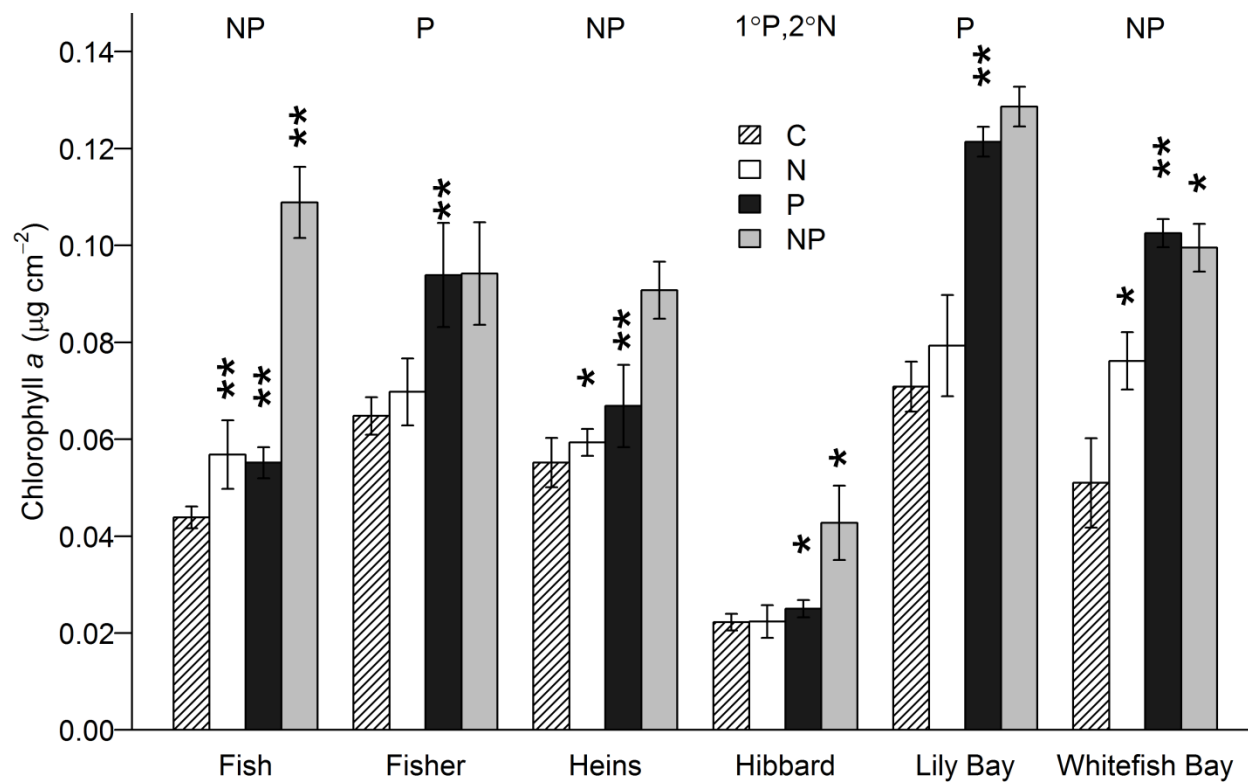 NP P NP 1°P,2°N P NP
Chlorophyll a (μg cm−2)
0.14
0.12
0.10
0.08
0.06
0.04
0.02
0.00
C
N
P
NP
** ** **
**
* **
* *
**
* ** *
Fish Fisher Heins Hibbard Lily Bay Whitefish Bay